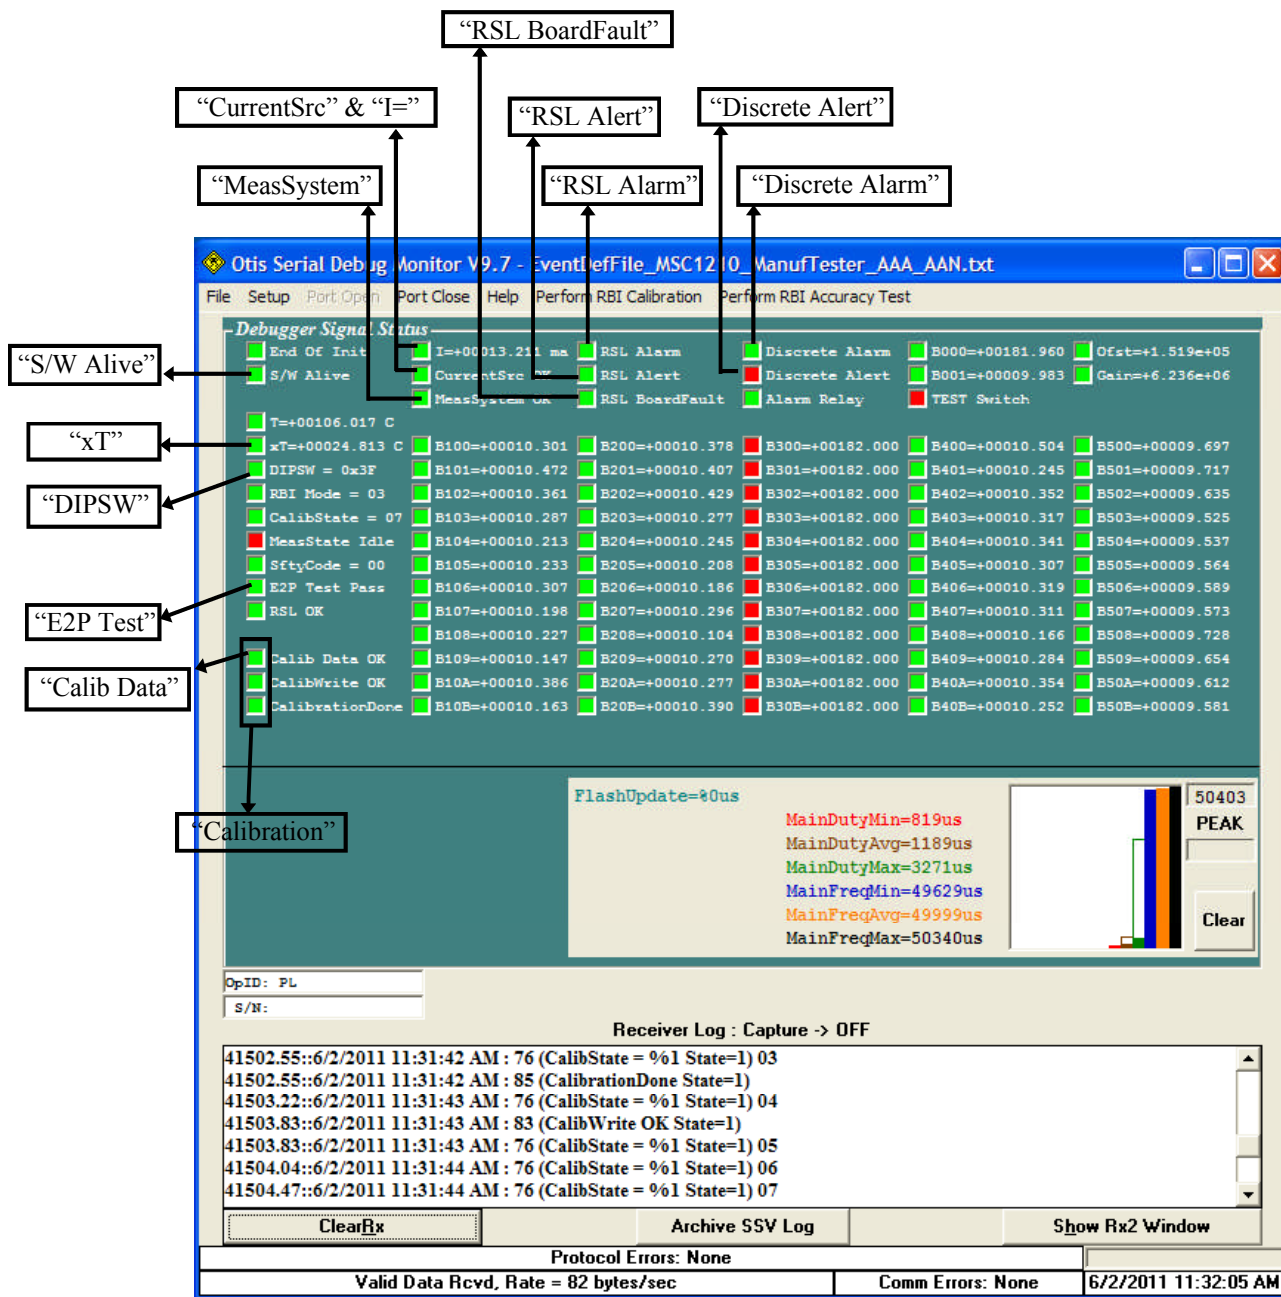 “RSL BoardFault”
“CurrentSrc” & “I=”
“RSL Alert”
“Discrete Alert”
“MeasSystem”
“RSL Alarm”
“Discrete Alarm”
Otis Serial Debug Monitor V9.7 - EventDefFile_MSC1210_ManufTester_AAA_AAN.txt
File Setup Port Open Port Close Help Perform RBI Calibration Perform RBI Accuracy Test
Debugger Signal Status
End Of Init I=+00013.211 ma RSL Alarm Discrete Alarm B000=+00181.960 Ofst=+1.519e+05
“S/W Alive”
S/W Alive CurrentSrc OK RSL Alert Discrete Alert B001=+00009.983 Gain=+6.236e+06
MeasSystem OK RSL BoardFault Alarm Relay TEST Switch
T=+00106.017 C
“xT”
xT=+00024.813 C B100=+00010.301 B200=+00010.378 B300=+00182.000 B400=+00010.504 B500=+00009.697
DIPSW = 0x3F B101=+00010.472 B201=+00010.407 B301=+00182.000 B401=+00010.245 B501=+00009.717
“DIPSW”
RBI Mode = 03 B102=+00010.361 B202=+00010.429 B302=+00182.000 B402=+00010.352 B502=+00009.635
CalibState = 07 B103=+00010.287 B203=+00010.277 B303=+00182.000 B403=+00010.317 B503=+00009.525
MeasState Idle B104=+00010.213 B204=+00010.245 B304=+00182.000 B404=+00010.341 B504=+00009.537
SftyCode = 00 B105=+00010.233 B205=+00010.208 B305=+00182.000 B405=+00010.307 B505=+00009.564
E2P Test Pass B106=+00010.307 B206=+00010.186 B306=+00182.000 B406=+00010.319 B506=+00009.589
“E2P Test”
RSL OK B107=+00010.198 B207=+00010.296 B307=+00182.000 B407=+00010.311 B507=+00009.573
B108=+00010.227 B208=+00010.104 B308=+00182.000 B408=+00010.166 B508=+00009.728
Calib Data OK B109=+00010.147 B209=+00010.270 B309=+00182.000 B409=+00010.284 B509=+00009.654
“Calib Data”
CalibWrite OK B10A=+00010.386 B20A=+00010.277 B30A=+00182.000 B40A=+00010.354 B50A=+00009.612
CalibrationDone B10B=+00010.163 B20B=+00010.390 B30B=+00182.000 B40B=+00010.252 B50B=+00009.581
“Calibration”
FlashUpdate=%0us
MainDutyMin=819us
MainDutyAvg=1189us
MainDutyMax=3271us
MainFreqMin=49629us
MainFreqAvg=49999us
MainFreqMax=50340us
50403
PEAK
Clear
OpID: PL
S/N:
Receiver Log : Capture -> OFF
41502.55::6/2/2011 11:31:42 AM : 76 (CalibState = %1 State=1) 03
41502.55::6/2/2011 11:31:42 AM : 85 (CalibrationDone State=1)
41503.22::6/2/2011 11:31:43 AM : 76 (CalibState = %1 State=1) 04
41503.83::6/2/2011 11:31:43 AM : 83 (CalibWrite OK State=1)
41503.83::6/2/2011 11:31:43 AM : 76 (CalibState = %1 State=1) 05
41504.04::6/2/2011 11:31:44 AM : 76 (CalibState = %1 State=1) 06
41504.47::6/2/2011 11:31:44 AM : 76 (CalibState = %1 State=1) 07
ClearRx Archive SSV Log Show Rx2 Window
Protocol Errors: None
Valid Data Rcvd, Rate = 82 bytes/sec Comm Errors: None 6/2/2011 11:32:05 AM